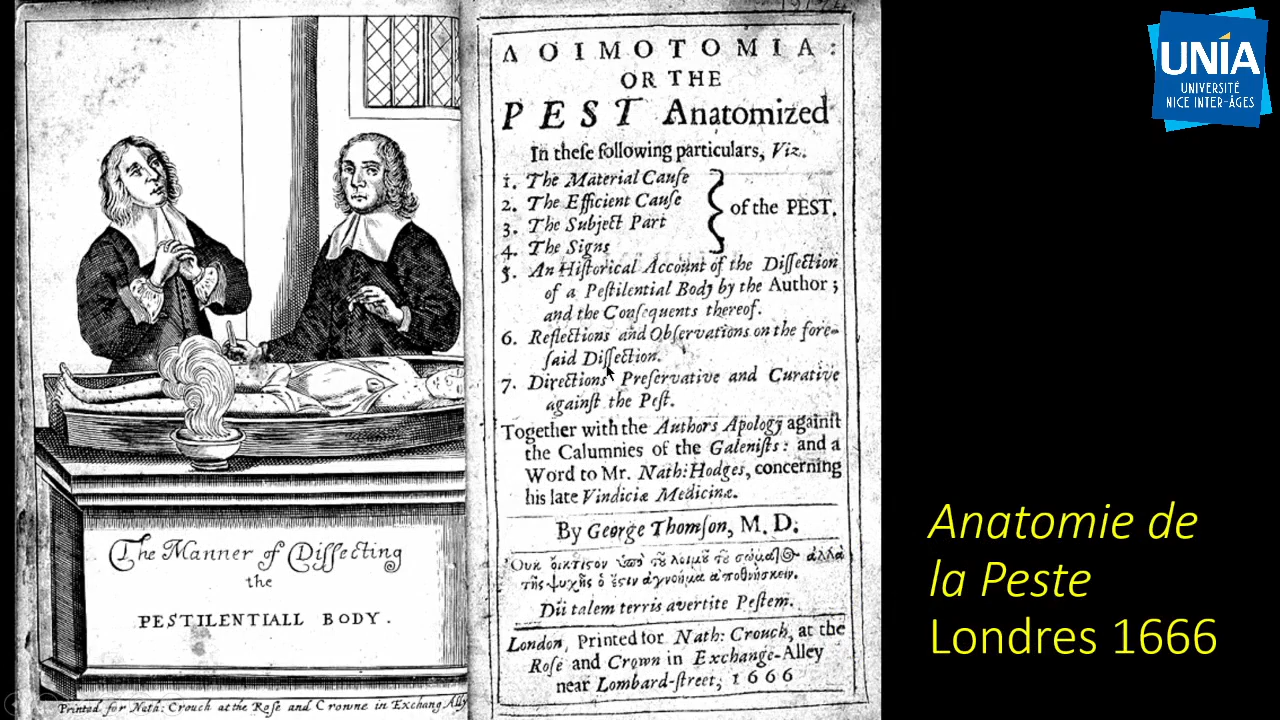 The Manner of Diſſecting
the
PESTILENTIALL BODY.
Printed for Nath: Crouch at the Roſe and Crowne in Exchang Ally
ΛΟΙΜΟΤΟΜΙΑ:
OR THE
PEST Anatomized
In theſe following particulars, Viz.
1. The Material Cauſe
2. The Efficient Cauſe
3. The Subject Part
4. The Signs
of the PEST.
5. An Hiſtorical Account of the Diſſection
of a Peſtilential Body by the Author;
and the Conſequents thereof.
6. Reflections and Obſervations on the fore-
ſaid Diſſection.
7. Directions Preſervative and Curative
againſt the Peſt.
Together with the Authors Apology againſt
the Calumnies of the Galeniſts: and a
Word to Mr. Nath: Hodges, concerning
his late Vindiciæ Medicinæ.
By George Thomſon, M. D.
Dii talem terris avertite Peſtem.
London, Printed for Nath: Crouch, at the
Roſe and Crown in Exchange-Alley
near Lombard-ſtreet, 1666
UNÍA
UNIVERSITÉ
NICE INTER-ÂGES
Anatomie de
la Peste
Londres 1666